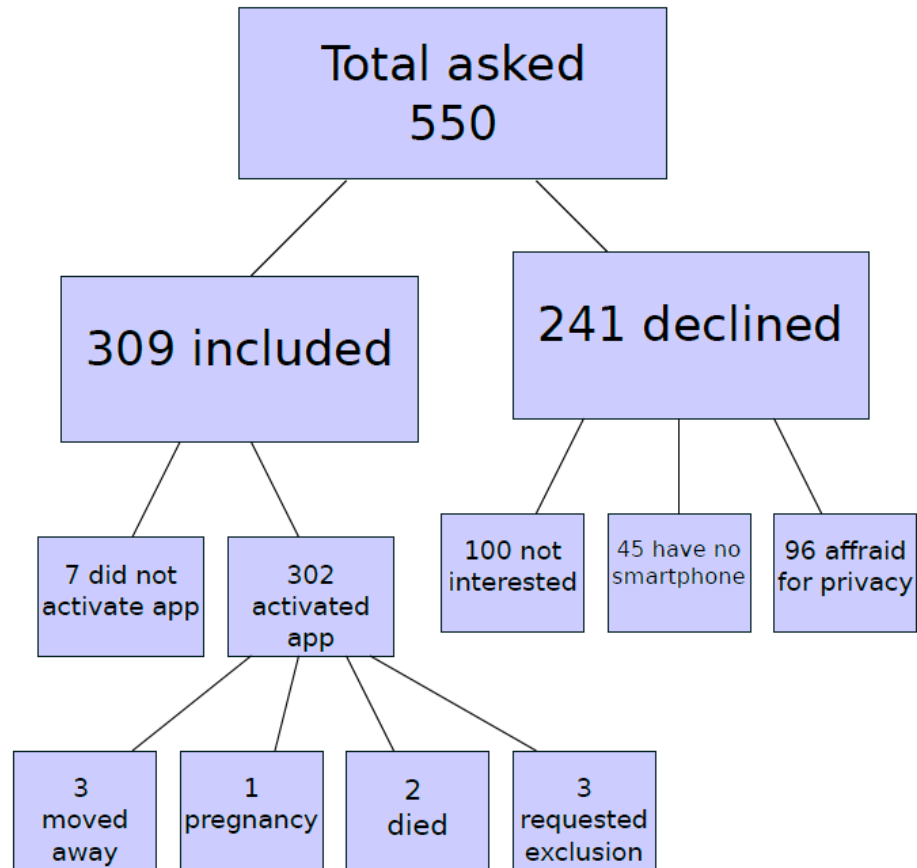 Total asked
550
309 included
241 declined
7 did not
activate app
302
activated
app
100 not
interested
45 have no
smartphone
96 affraid
for privacy
3
moved
away
1
pregnancy
2
died
3
requested
exclusion